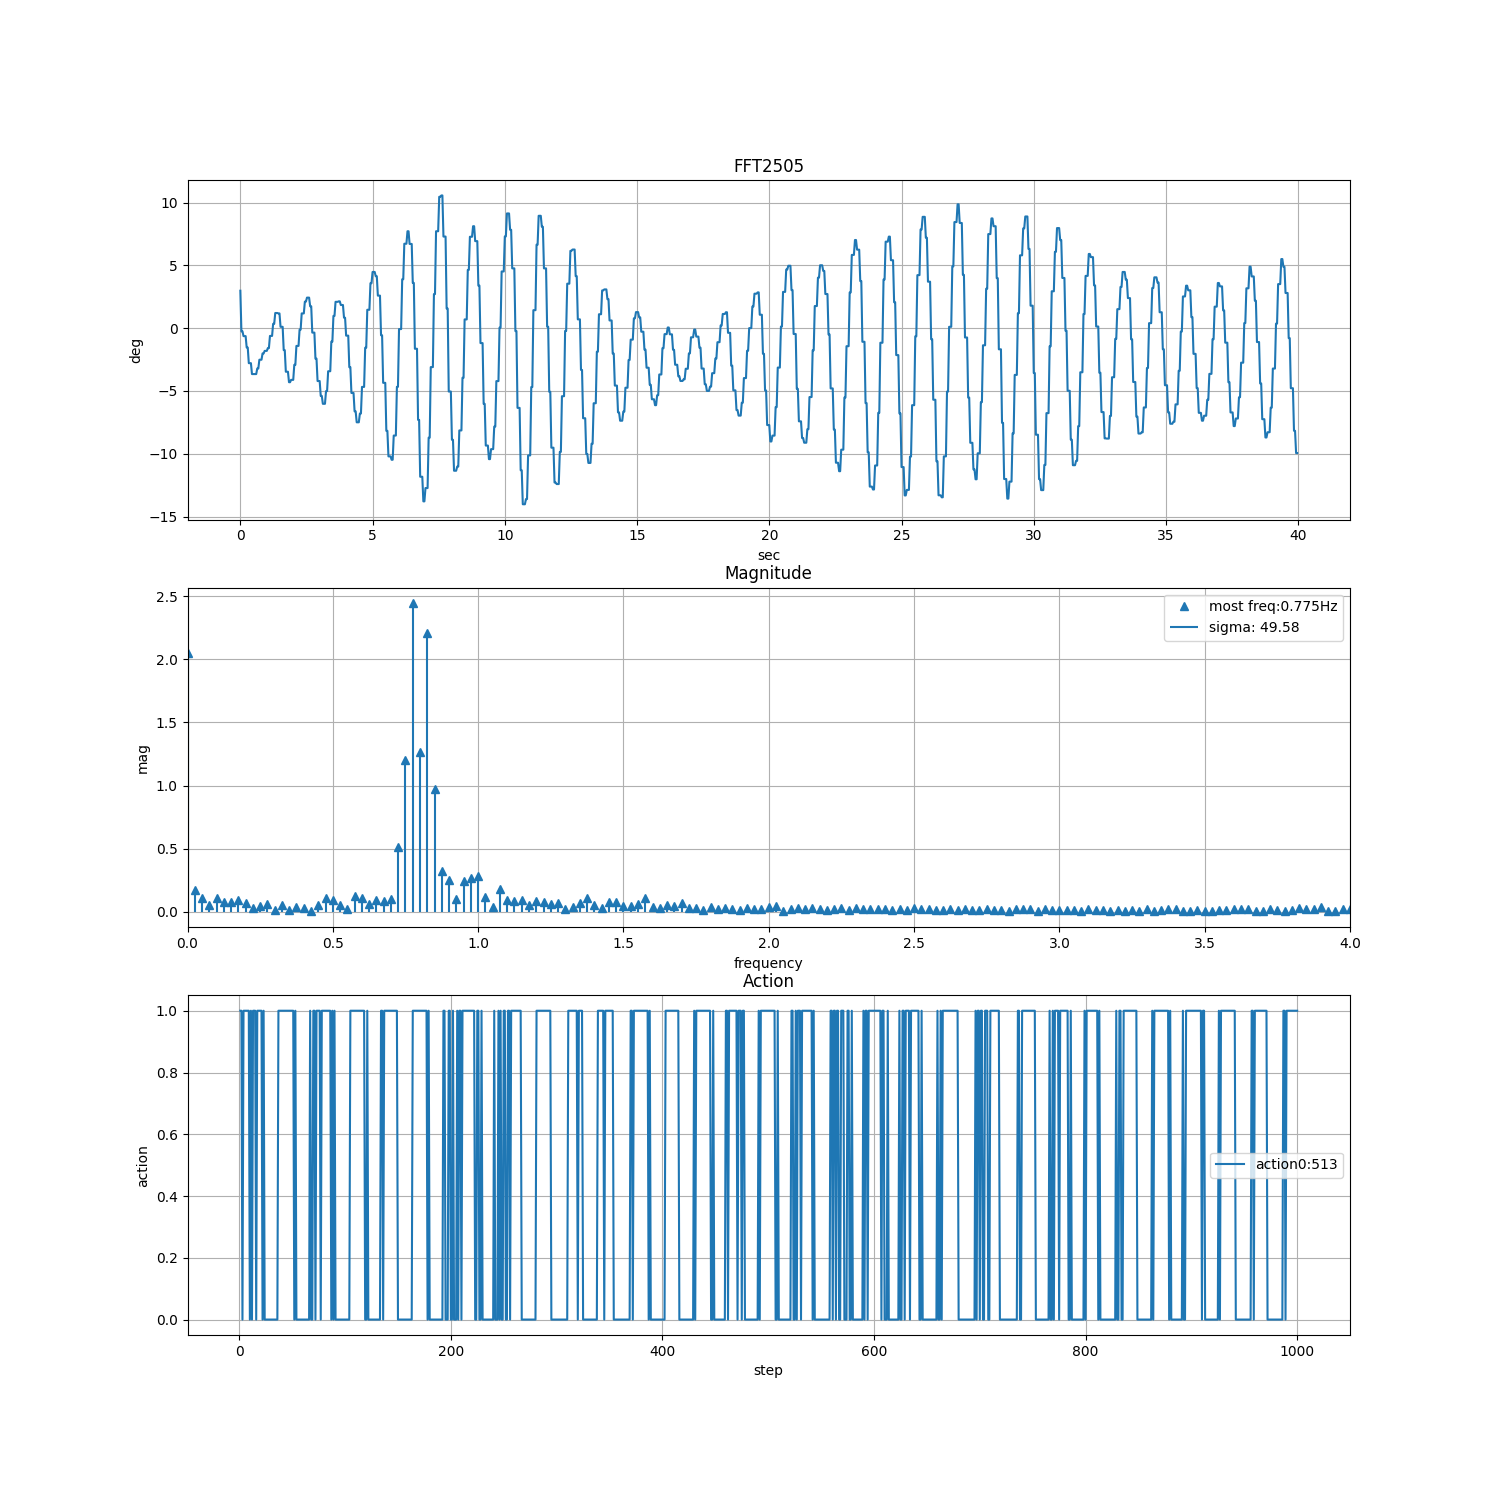 FFT2505
deg
10
5
0
−5
−10
−15
0 5 10 15 20 25 30 35 40
sec
Magnitude
mag
2.5
2.0
1.5
1.0
0.5
0.0
most freq:0.775Hz
sigma: 49.58
0.0 0.5 1.0 1.5 2.0 2.5 3.0 3.5 4.0
frequency
Action
action
1.0
0.8
0.6
0.4
0.2
0.0
action0:513
0 200 400 600 800 1000
step